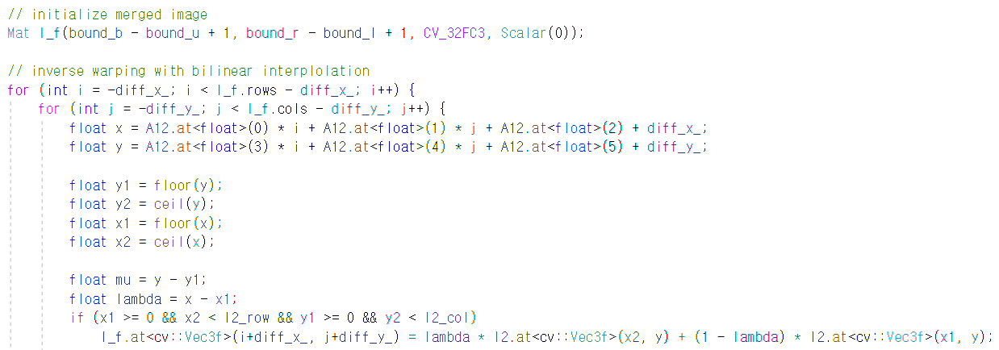 // initialize merged image
Mat I_f(bound_b - bound_u + 1, bound_r - bound_l + 1, CV_32FC3, Scalar(0));
// inverse warping with bilinear interplolation
for (int i = -diff_x_; i < I_f.rows - diff_x_; i++) {
for (int j = -diff_y_; j < I_f.cols - diff_y_; j++) {
float x = A12.at<float>(0) * i + A12.at<float>(1) * j + A12.at<float>(2) + diff_x_;
float y = A12.at<float>(3) * i + A12.at<float>(4) * j + A12.at<float>(5) + diff_y_;
float y1 = floor(y);
float y2 = ceil(y);
float x1 = floor(x);
float x2 = ceil(x);
float mu = y - y1;
float lambda = x - x1;
if (x1 >= 0 && x2 < I2_row && y1 >= 0 && y2 < I2_col)
I_f.at<cv::Vec3f>(i+diff_x_, j+diff_y_) = lambda * I2.at<cv::Vec3f>(x2, y) + (1 - lambda) * I2.at<cv::Vec3f>(x1, y);